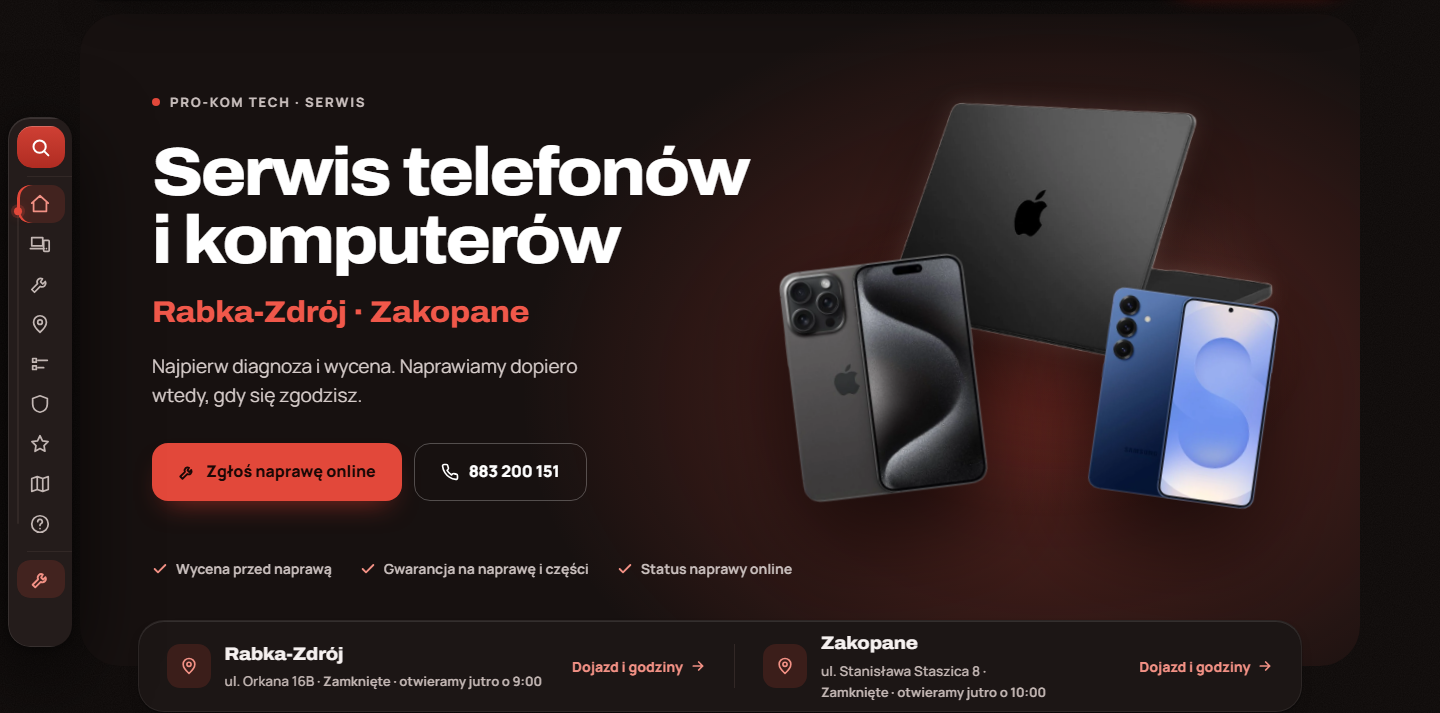 PRO-KOM TECH · SERWIS
Serwis telefonów
i komputerów
Rabka-Zdrój · Zakopane
Najpierw diagnoza i wycena. Naprawiamy dopiero
wtedy, gdy się zgodzisz.
Zgłoś naprawę online
883 200 151
Wycena przed naprawą
Gwarancja na naprawę i części
Status naprawy online
Rabka-Zdrój
ul. Orkana 16B · Zamknięte · otwieramy jutro o 9:00
Dojazd i godziny
Zakopane
ul. Stanisława Staszica 8 ·
Zamknięte · otwieramy jutro o 10:00
Dojazd i godziny